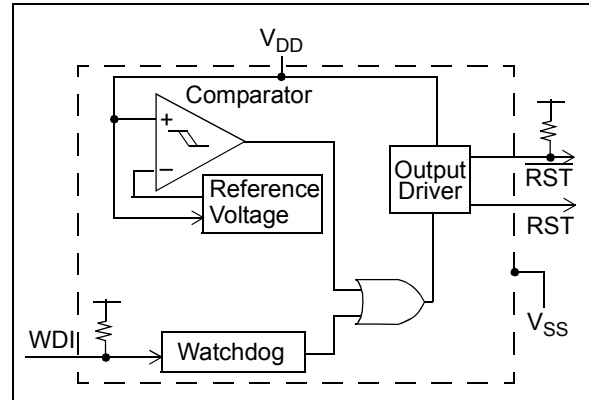 VDD
Comparator
+
−
Reference
Voltage
Output
Driver
RST
RST
WDI
Watchdog
VSS